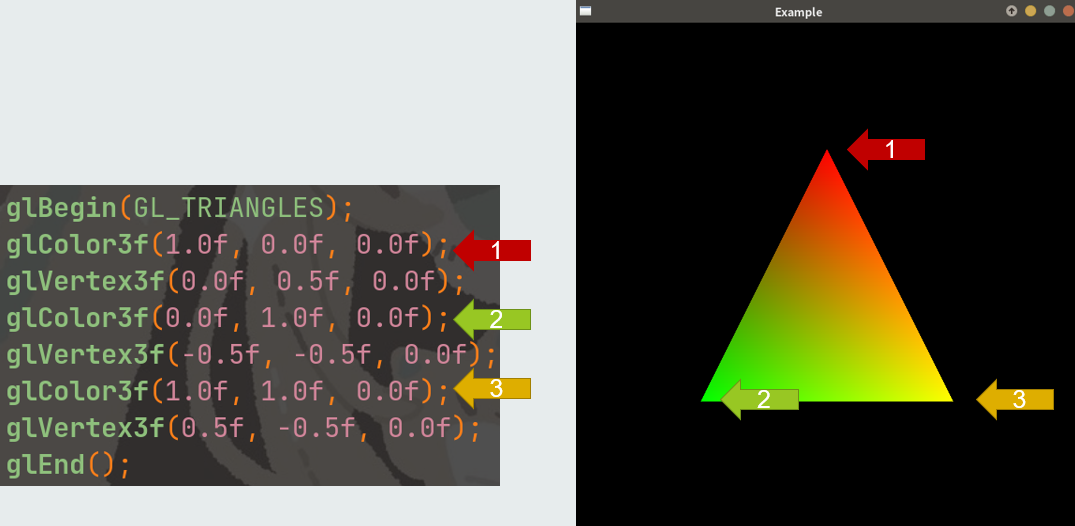 Example
1
glBegin(GL_TRIANGLES);
glColor3f(1.0f, 0.0f, 0.0f);
1
glVertex3f(0.0f, 0.5f, 0.0f);
glColor3f(0.0f, 1.0f, 0.0f);
2
glVertex3f(-0.5f, -0.5f, 0.0f);
glColor3f(1.0f, 1.0f, 0.0f);
3
glVertex3f(0.5f, -0.5f, 0.0f);
glEnd();
2
3